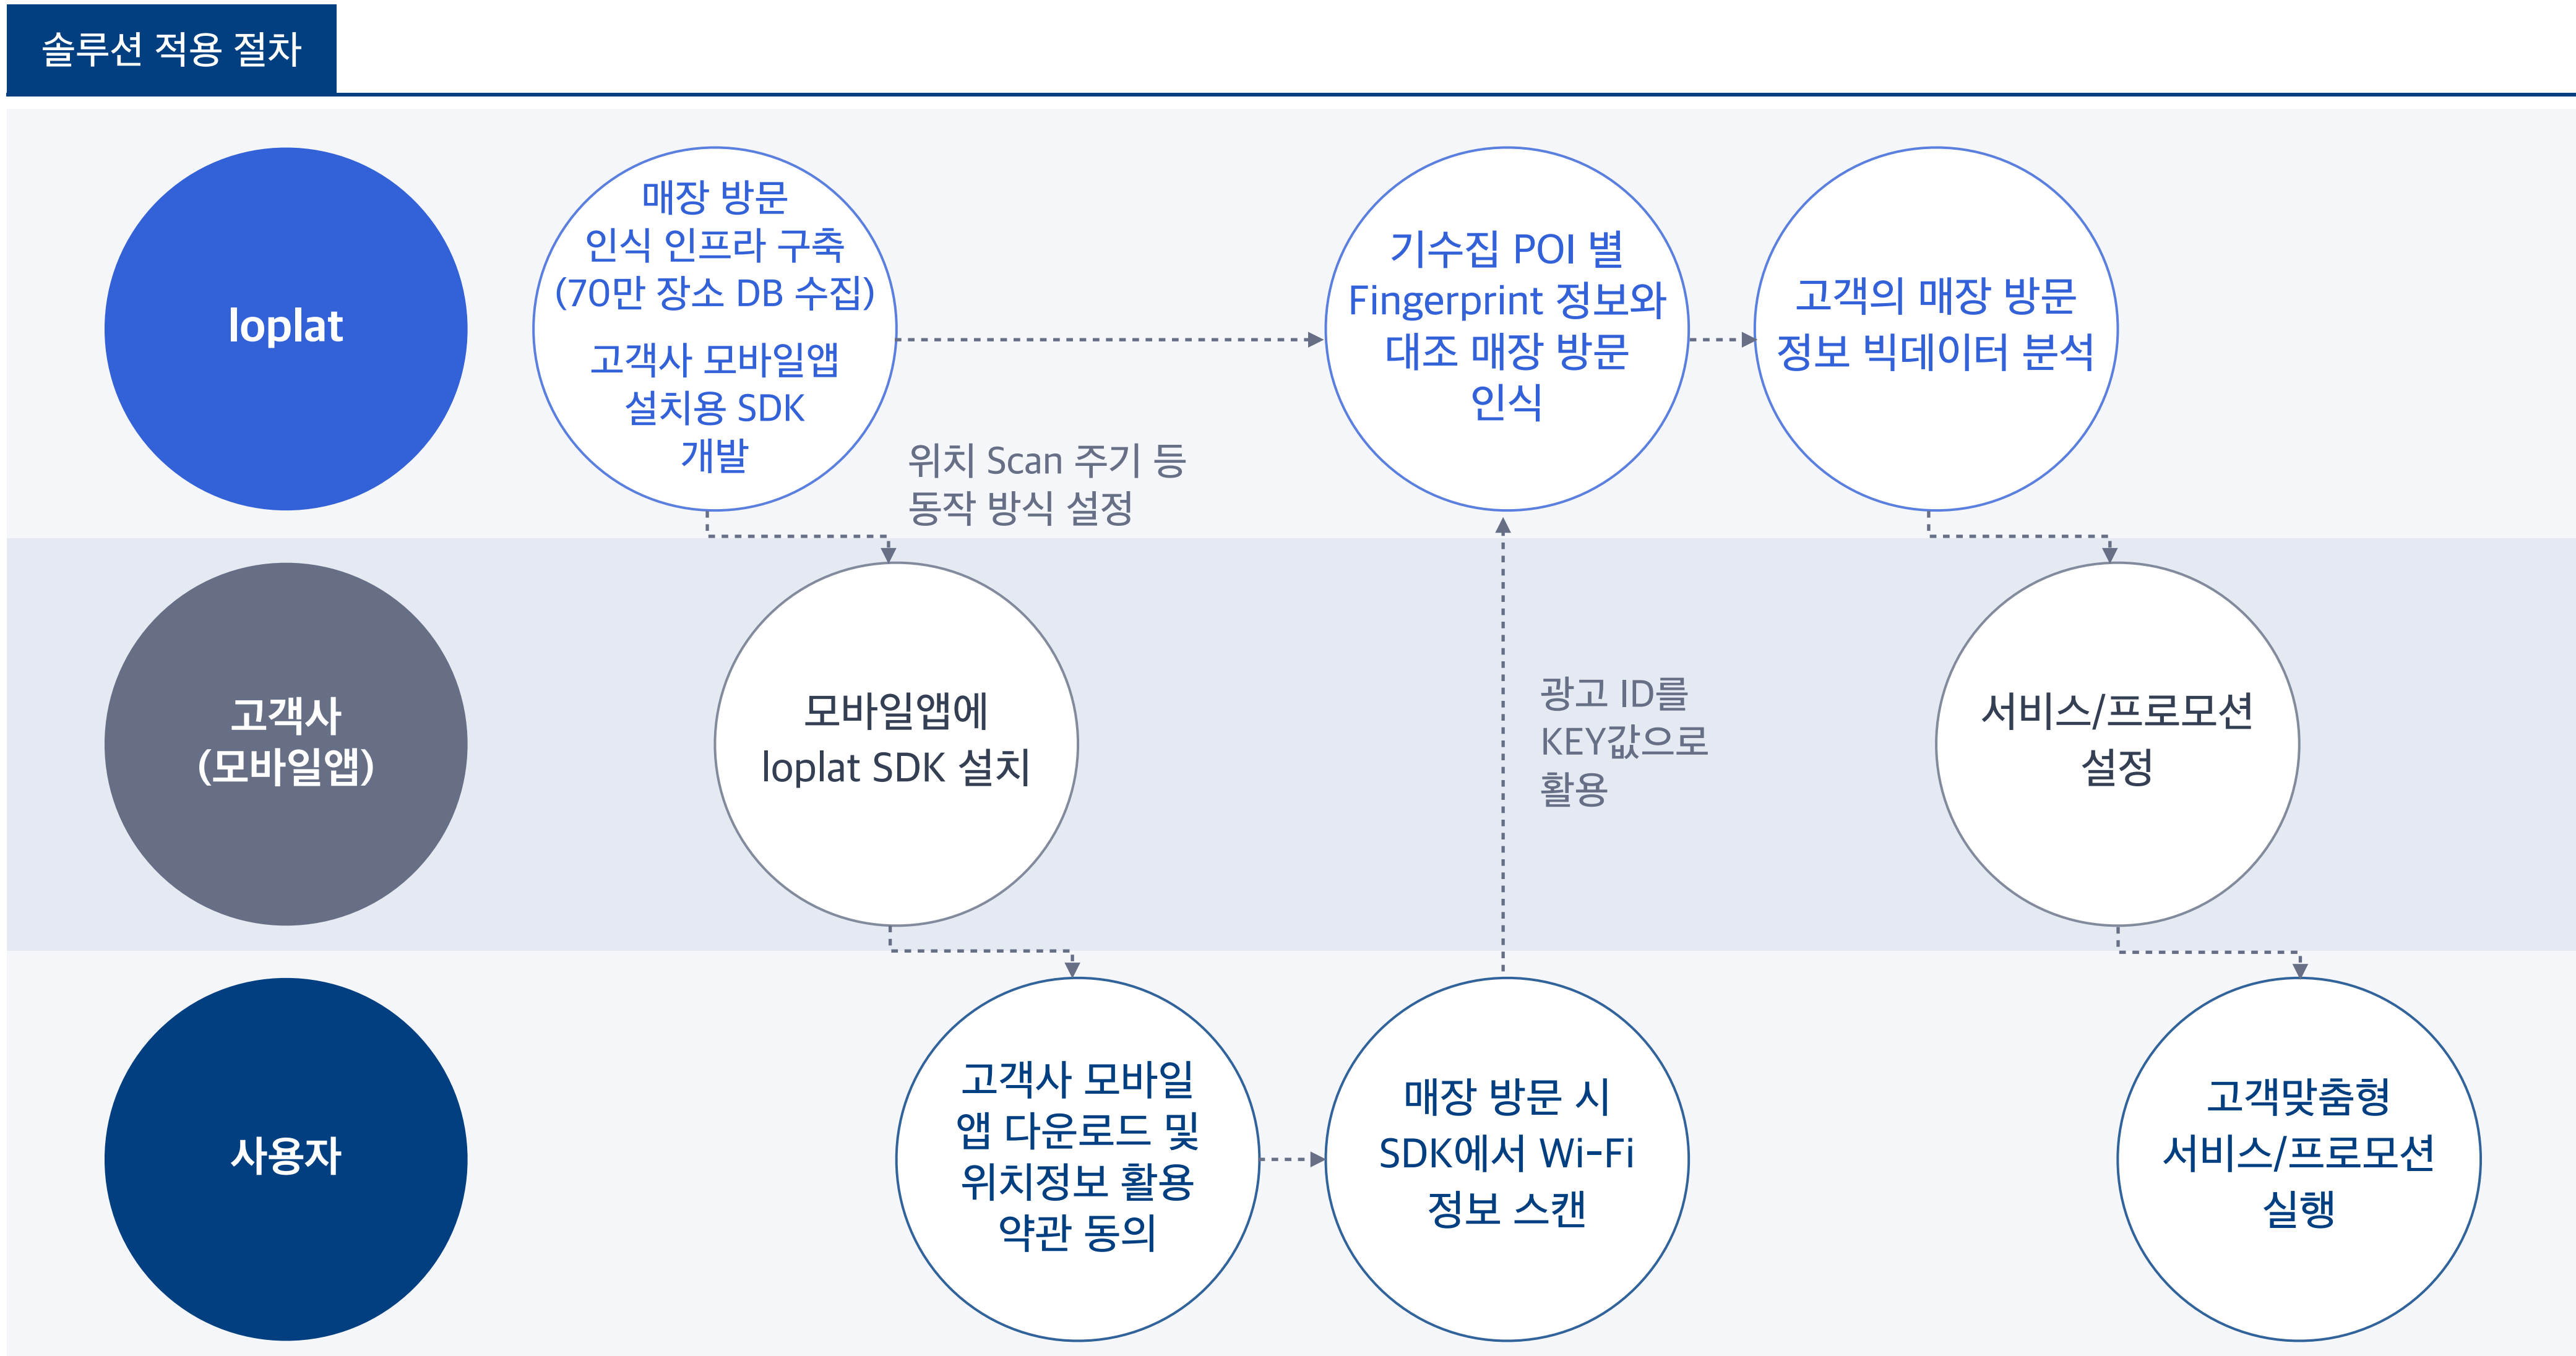 솔루션 적용 절차
loplat
매장 방문
인식 인프라 구축
(70만 장소 DB 수집)
고객사 모바일앱
설치용 SDK
개발
기수집 POI 별
Fingerprint 정보와
대조 매장 방문
인식
고객의 매장 방문
정보 빅데이터 분석
위치 Scan 주기 등
동작 방식 설정
고객사
(모바일앱)
모바일앱에
loplat SDK 설치
광고 ID를
KEY값으로
활용
서비스/프로모션
설정
사용자
고객사 모바일
앱 다운로드 및
위치정보 활용
약관 동의
매장 방문 시
SDK에서 Wi-Fi
정보 스캔
고객맞춤형
서비스/프로모션
실행